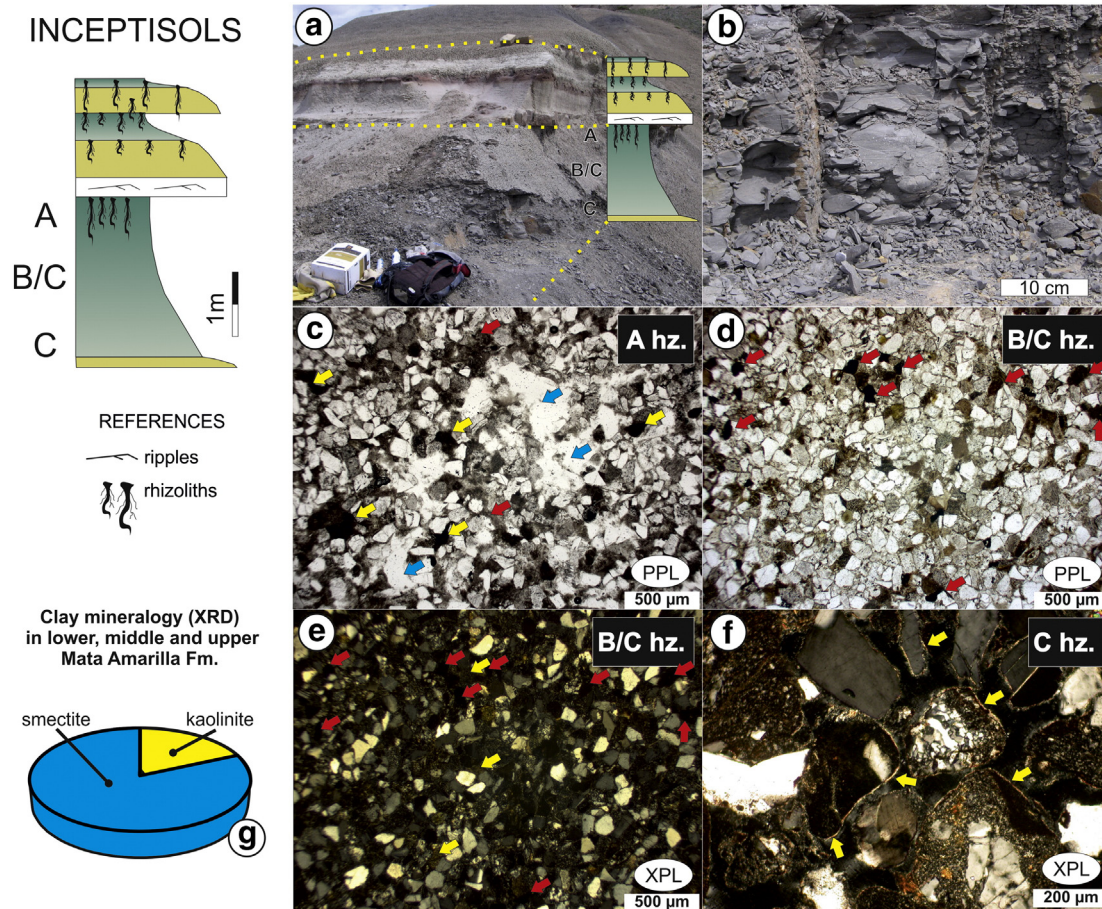 INCEPTISOLS
A
B/C
C
1m
REFERENCES
ripples
rhizoliths
Clay mineralogy (XRD)
in lower, middle and upper
Mata Amarilla Fm.
smectite
kaolinite
g
a
A
B/C
C
b
10 cm
c
A hz.
PPL
500 µm
d
B/C hz.
PPL
500 µm
e
B/C hz.
XPL
500 µm
f
C hz.
XPL
200 µm